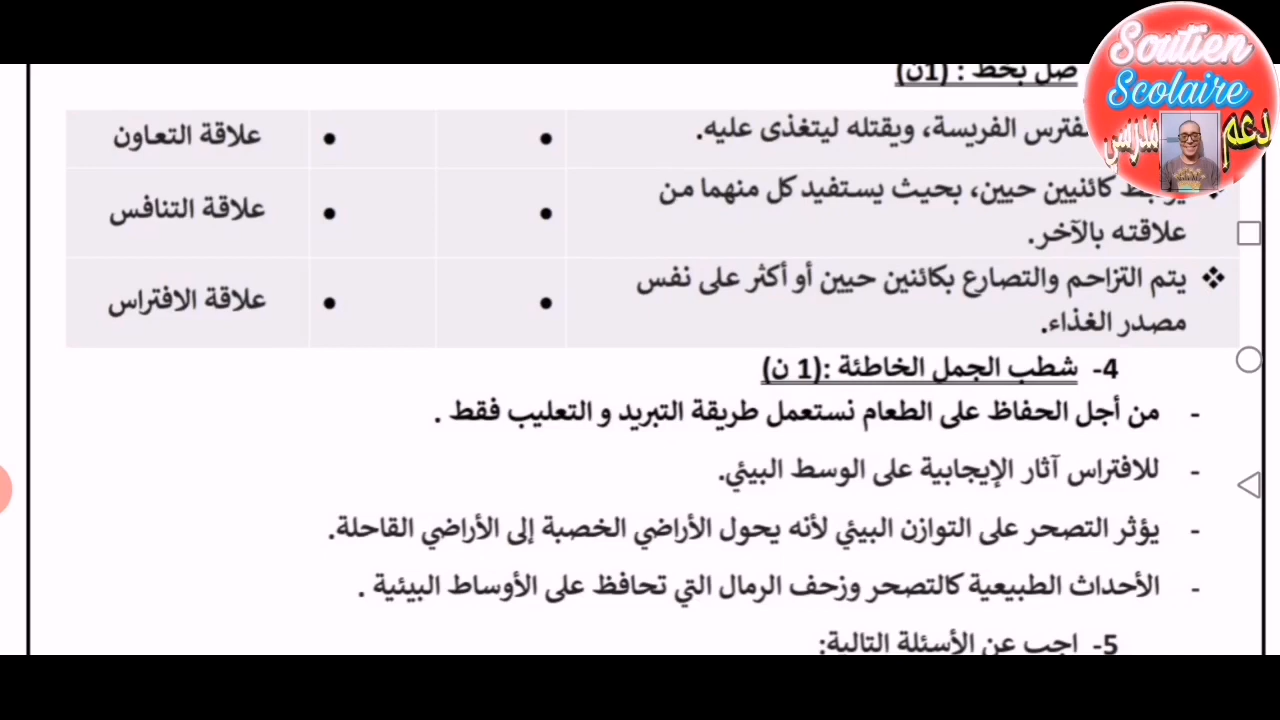 Soutien
Scolaire
دعم
مدرسي
صل بخط : (1ن)
الفريسة، ويقتله ليتغذى عليه.
علاقة التعاون
كائنيين حيين، بحيث يستفيد كل منهما من
علاقته بالآخر.
علاقة التنافس
❖ يتم التزاحم والتصارع بكائنين حيين أو أكثر على نفس
مصدر الغذاء.
علاقة الافتراس
4- شطب الجمل الخاطئة :(1 ن)
- من أجل الحفاظ على الطعام نستعمل طريقة التبريد و التعليب فقط .
- للافتراس آثار الإيجابية على الوسط البيئي.
- يؤثر التصحر على التوازن البيئي لأنه يحول الأراضي الخصبة إلى الأراضي القاحلة.
- الأحداث الطبيعية كالتصحر وزحف الرمال التي تحافظ على الأوساط البيئية .
5- اجب عن الأسئلة التالية: